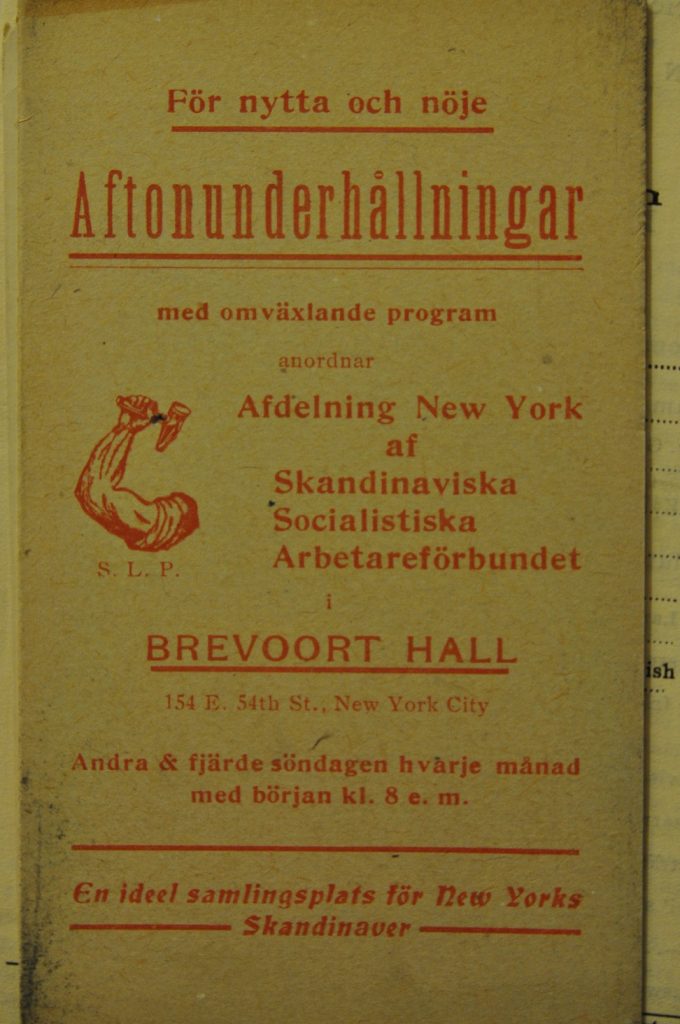 För nytta och nöje
Aftonunderhållningar
med omväxlande program
anordnar
Afdelning New York
af
Skandinaviska
Socialistiska
Arbetareförbundet
S. L. P.
i
BREVOORT HALL
154 E. 54th St., New York City
Andra & fjärde söndagen hvarje månad
med början kl. 8 e. m.
En ideel samlingsplats för New Yorks
Skandinaver
ish